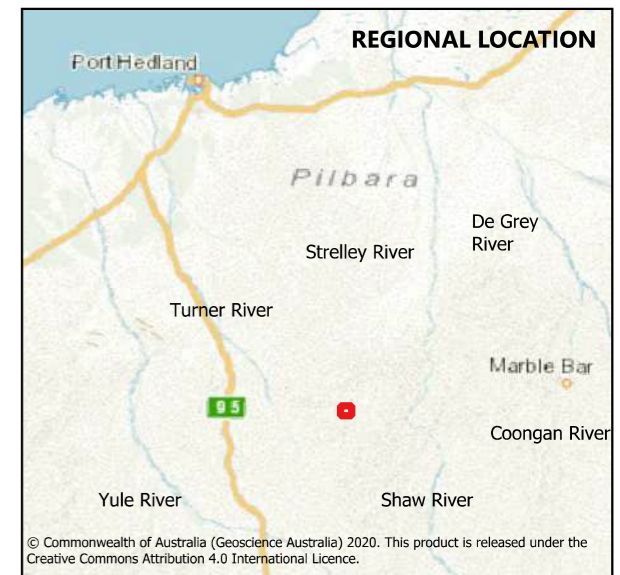 REGIONAL LOCATION
Port Hedland
Pilbara
De Grey
River
Strelley River
Turner River
Marble Bar
95
Coongan River
Yule River
Shaw River
© Commonwealth of Australia (Geoscience Australia) 2020. This product is released under the
Creative Commons Attribution 4.0 International Licence.